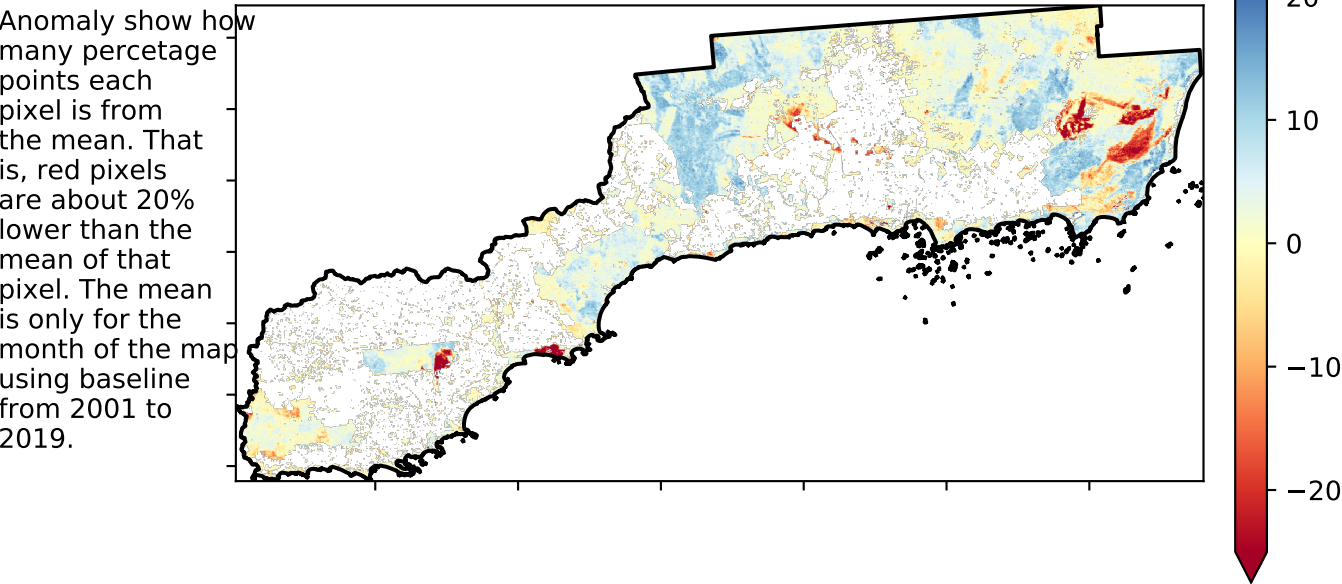 Anomaly show how
many percetage
points each
pixel is from
the mean. That
is, red pixels
are about 20%
lower than the
mean of that
pixel. The mean
is only for the
month of the map
using baseline
from 2001 to
2019.
20
10
0
−10
−20